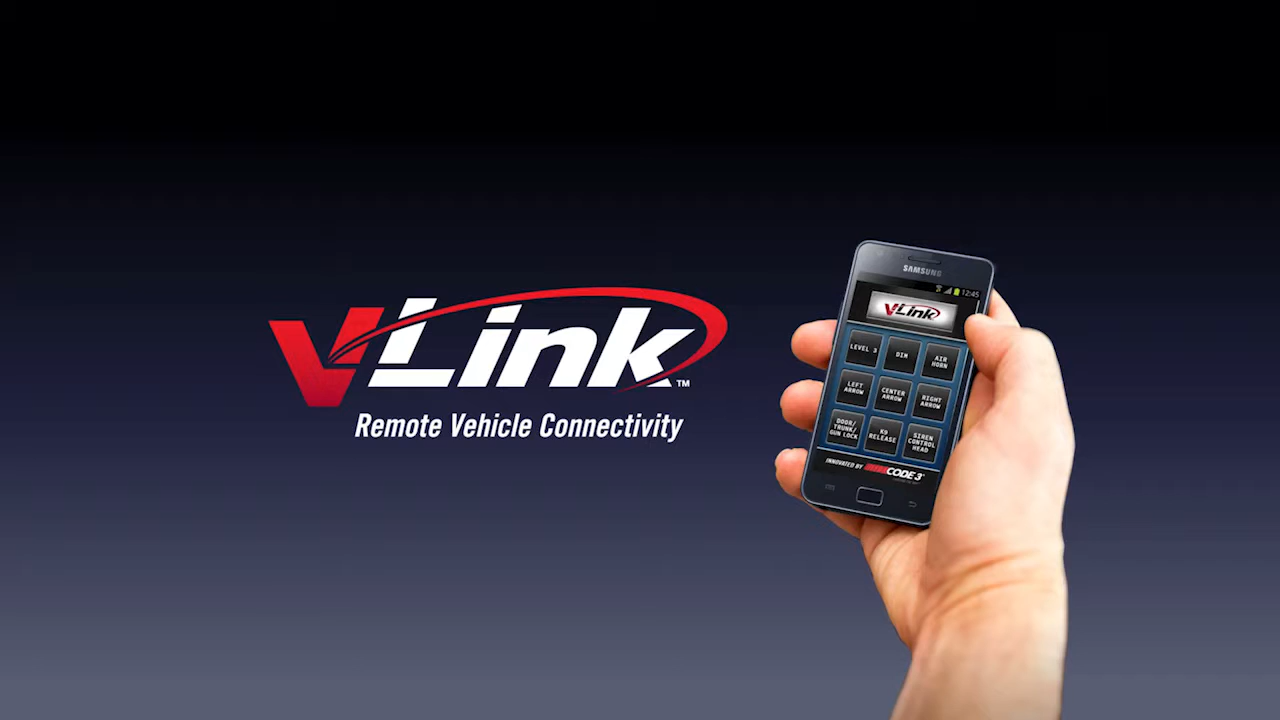 VLink™
Remote Vehicle Connectivity
SAMSUNG
12:45
VLink
LEVEL 3
DIM
AIR
HORN
LEFT
ARROW
CENTER
ARROW
RIGHT
ARROW
DOOR/
TRUNK/
GUN LOCK
K9
RELEASE
SIREN
CONTROL
HEAD
INNOVATED BY CODE 3